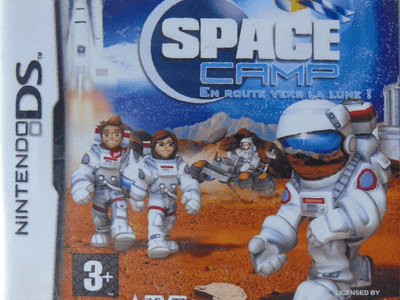 NINTENDO DS
SPACE
CAMP
EN ROUTE VERS LA LUNE !
3+
LICENSED BY